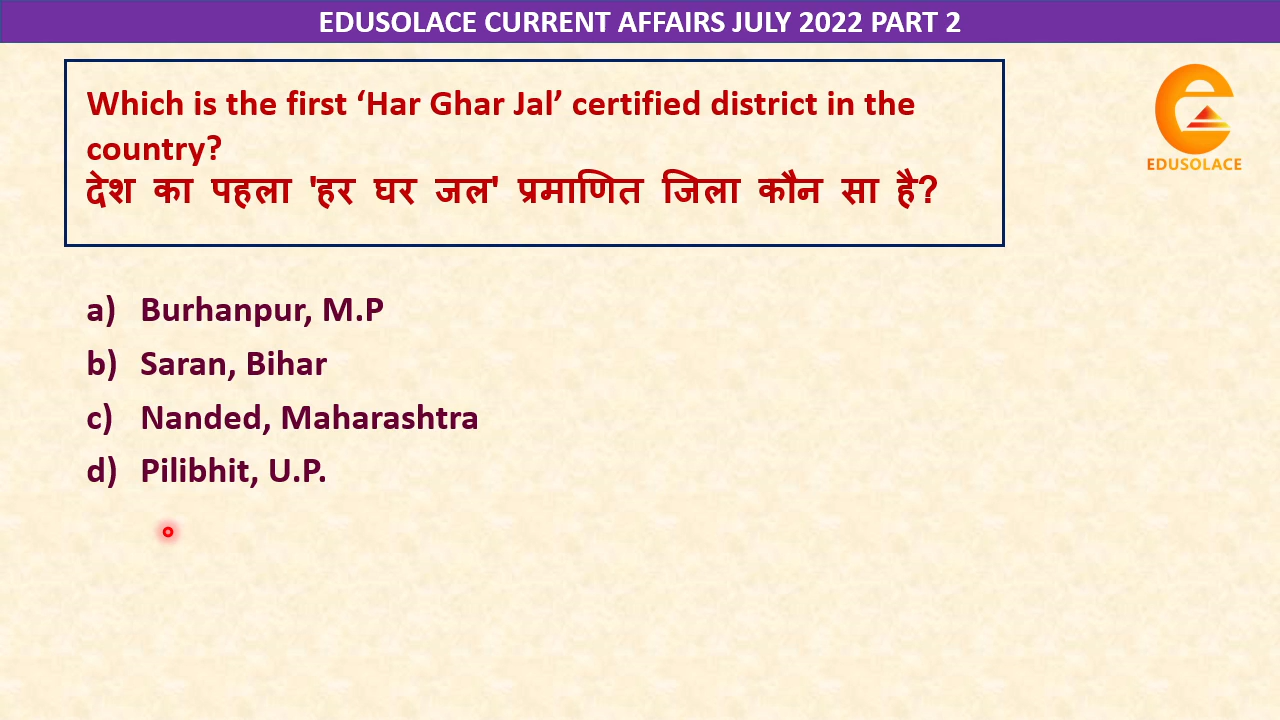 EDUSOLACE CURRENT AFFAIRS JULY 2022 PART 2
Which is the first ‘Har Ghar Jal’ certified district in the
country?
देश का पहला 'हर घर जल' प्रमाणित जिला कौन सा है?
EDUSOLACE
a) Burhanpur, M.P
b) Saran, Bihar
c) Nanded, Maharashtra
d) Pilibhit, U.P.